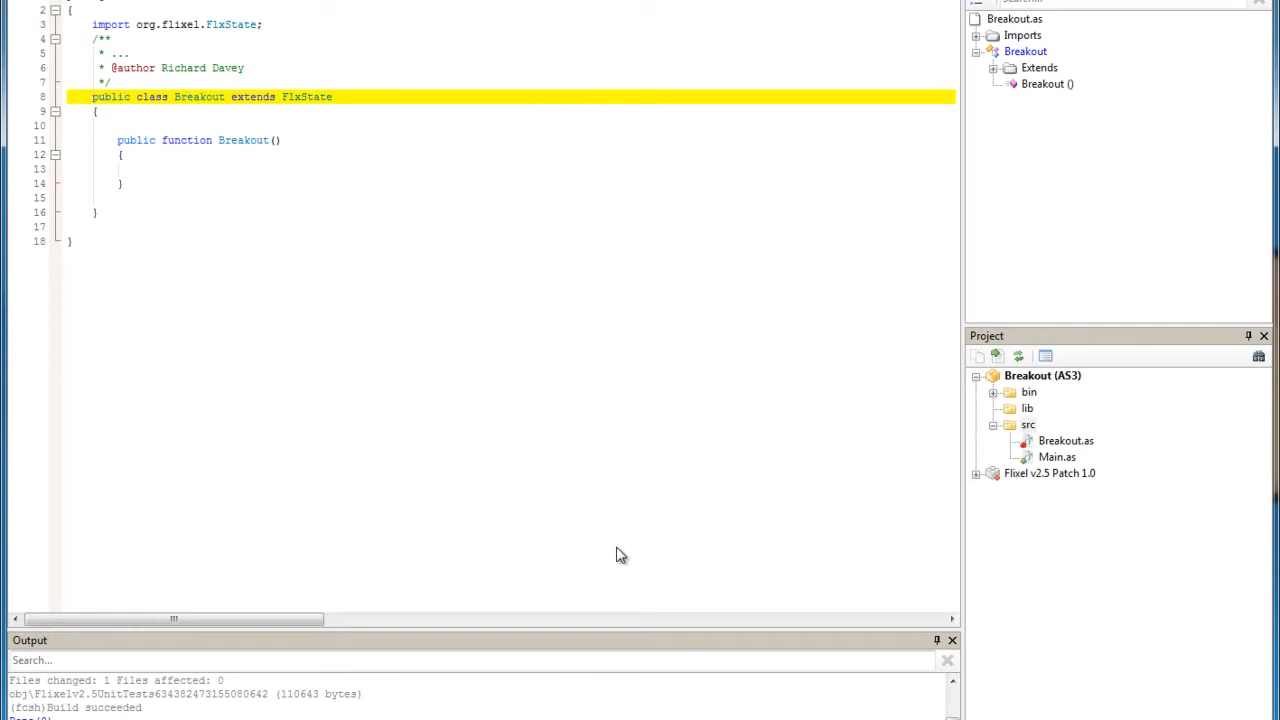 2 {
3 import org.flixel.FlxState;
4 /**
5 * ...
6 * @author Richard Davey
7 */
8 public class Breakout extends FlxState
9 {
10
11 public function Breakout()
12 {
13
14 }
15
16 }
17
18 }
Breakout.as
Imports
Breakout
Extends
Breakout ()
Project
Breakout (AS3)
bin
lib
src
Breakout.as
Main.as
Flixel v2.5 Patch 1.0
Output
Search...
Files changed: 1 Files affected: 0
obj\Flixelv2.5UnitTests634382473155080642 (110643 bytes)
(fcsh)Build succeeded